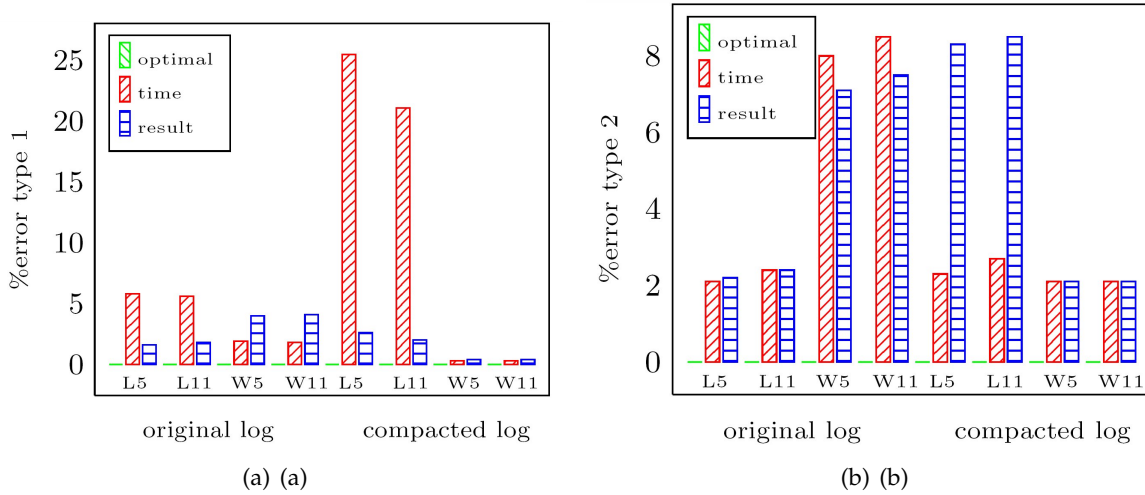 %error type 1
25
20
15
10
5
0
optimal
time
result
L5 L11 W5 W11 L5 L11 W5 W11
original log compacted log
(a) (a)
%error type 2
8
6
4
2
0
optimal
time
result
L5 L11 W5 W11 L5 L11 W5 W11
original log compacted log
(b) (b)